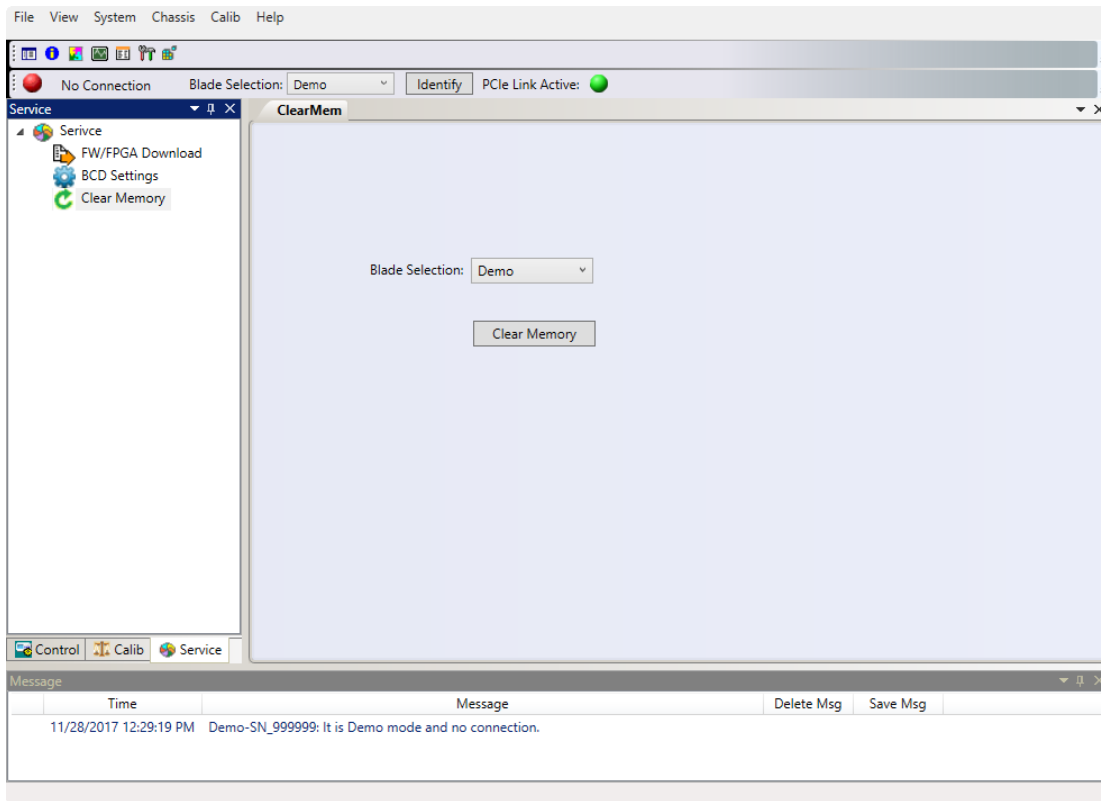 File View System Chassis Calib Help
No Connection Blade Selection: Demo Identify PCIe Link Active:
Service
ClearMem
Serivce
FW/FPGA Download
BCD Settings
Clear Memory
Blade Selection: Demo
Clear Memory
Control Calib Service
Message
Time Message Delete Msg Save Msg
11/28/2017 12:29:19 PM Demo-SN_999999: It is Demo mode and no connection.